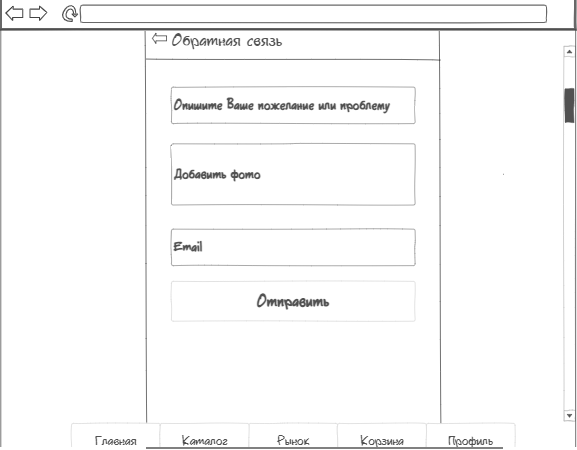 Обратная связь
Опишите Ваше пожелание или проблему
Добавить фото
Email
Отправить
Главная Каталог Рынок Корзина Профиль